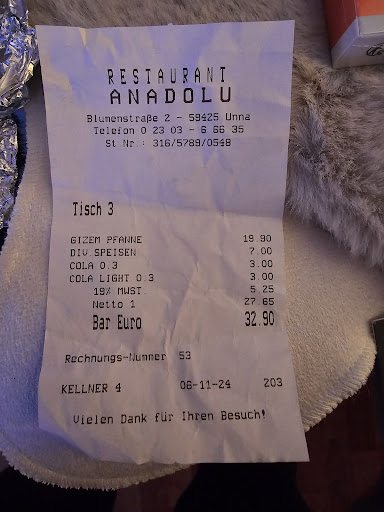 RESTAURANT
ANADOLU
Blumenstraße 2 - 59425 Unna
Telefon 0 23 03 - 6 66 35
St Nr.: 316/5789/0548
Tisch 3
GIZEM PFANNE 19.90
DIV.SPEISEN 7.00
COLA 0.3 3.00
COLA LIGHT 0.3 3.00
19% MWST 5.25
Netto 1 27.65
Bar Euro 32.90
Rechnungs-Nummer 53
KELLNER 4 06-11-24 203
Vielen Dank für Ihren Besuch!